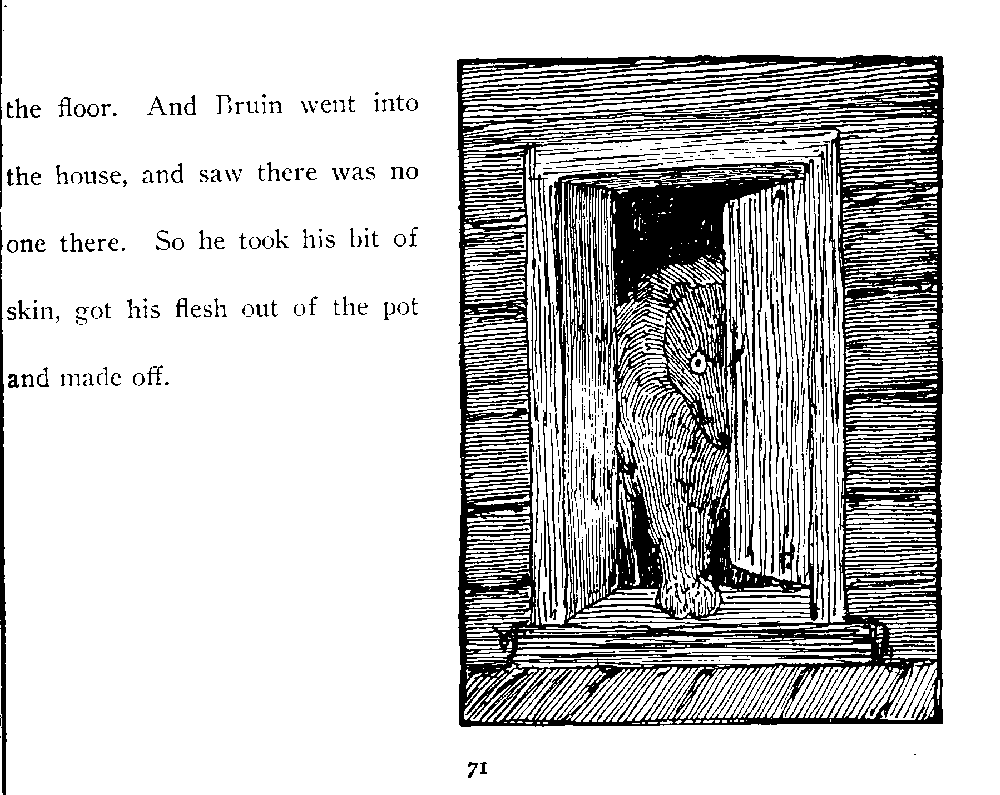 the floor. And Bruin went into
the house, and saw there was no
one there. So he took his bit of
skin, got his flesh out of the pot
and made off.
71